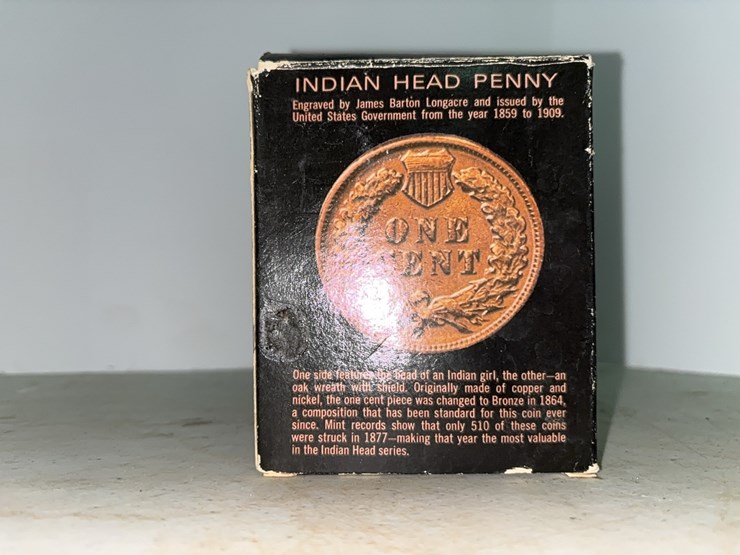 INDIAN HEAD PENNY
Engraved by James Barton Longacre and issued by the
United States Government from the year 1859 to 1909.
ONE
ENT
One side features the head of an Indian girl, the other—an
oak wreath with shield. Originally made of copper and
nickel, the one cent piece was changed to Bronze in 1864,
a composition that has been standard for this coin ever
since. Mint records show that only 510 of these coins
were struck in 1877—making that year the most valuable
in the Indian Head series.